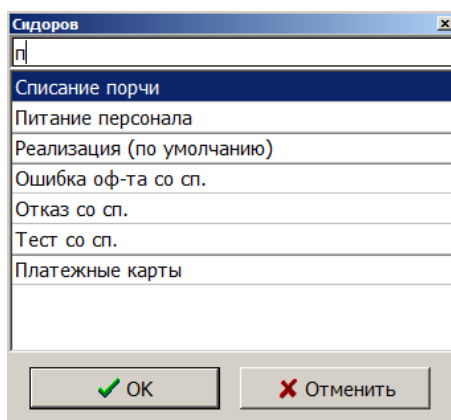 Сидоров
п
Списание порчи
Питание персонала
Реализация (по умолчанию)
Ошибка оф-та со сп.
Отказ со сп.
Тест со сп.
Платежные карты
OK
Отменить